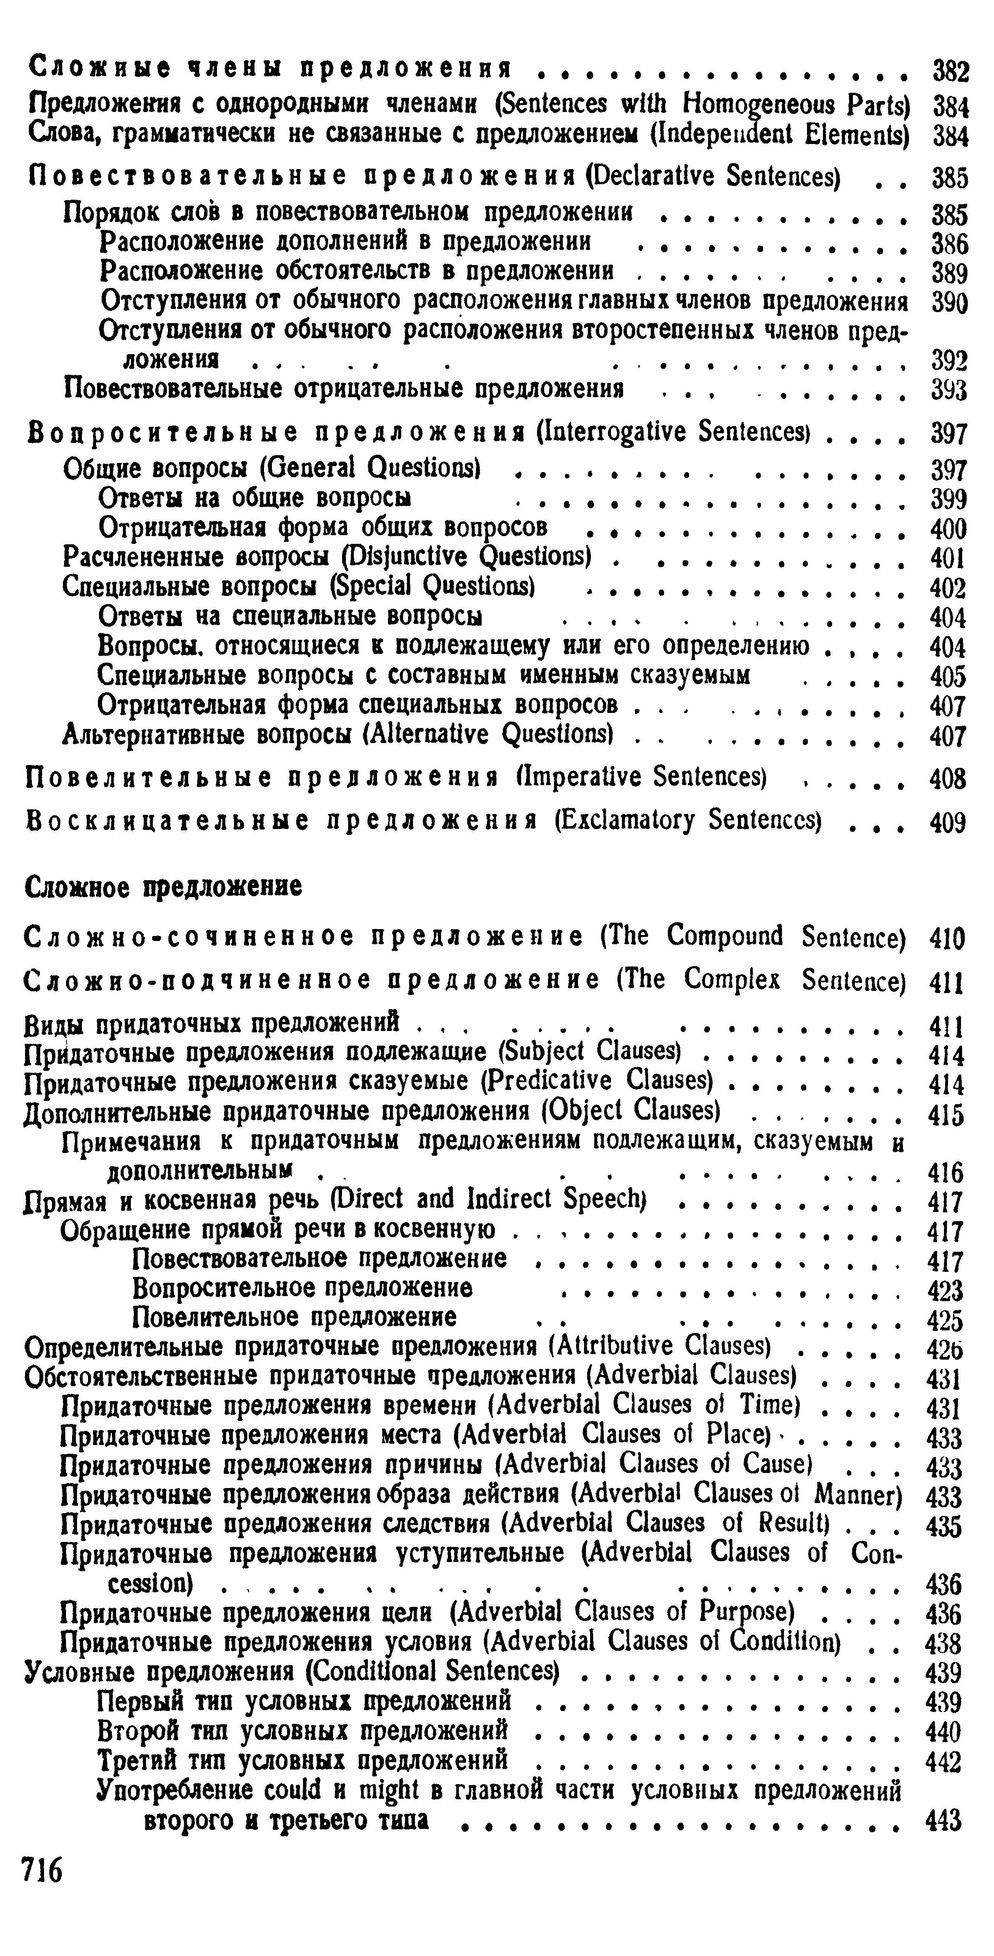 Сложные члены предложения . . . . . . . . . . . . . . . . 382
Предложения с однородными членами (Sentences with Homogeneous Parts) 384
Слова, грамматически не связанные с предложением (Independent Elements) 384
Повествовательные предложения (Declarative Sentences) . . 385
Порядок слов в повествовательном предложении . . . . . . . . . . . 385
Расположение дополнений в предложении . . . . . . . . . . . . 386
Расположение обстоятельств в предложении . . . . . . . . . . . 389
Отступления от обычного расположения главных членов предложения 390
Отступления от обычного расположения второстепенных членов пред-
ложения . . . . . . . . . . . . . . . . . . 392
Повествовательные отрицательные предложения . . . . . . . . . . 393
Вопросительные предложения (Interrogative Sentences) . . . . 397
Общие вопросы (General Questions) . . . . . . . . . . . . . . . 397
Ответы на общие вопросы . . . . . . . . . . . . . . . . . 399
Отрицательная форма общих вопросов . . . . . . . . . . . . . . 400
Расчлененные вопросы (Disjunctive Questions) . . . . . . . . . . . . 401
Специальные вопросы (Special Questions) . . . . . . . . . . . . . . 402
Ответы на специальные вопросы . . . . . . . . . . . . . 404
Вопросы, относящиеся к подлежащему или его определению . . . . 404
Специальные вопросы с составным именным сказуемым . . . . . 405
Отрицательная форма специальных вопросов . . . . . . . . . . . 407
Альтернативные вопросы (Alternative Questions) . . . . . . . . . . . 407
Повелительные предложения (Imperative Sentences) . . . . . 408
Восклицательные предложения (Exclamatory Sentences) . . . 409
Сложное предложение
Сложно-сочиненное предложение (The Compound Sentence) 410
Сложно-подчиненное предложение (The Complex Sentence) 411
Виды придаточных предложений . . . . . . . . . . . . . . . . . . 411
Придаточные предложения подлежащие (Subject Clauses) . . . . . . . . . 414
Придаточные предложения сказуемые (Predicative Clauses) . . . . . . . . 414
Дополнительные придаточные предложения (Object Clauses) . . . . . . . 415
Примечания к придаточным предложениям подлежащим, сказуемым и
дополнительным . . . . . . . . . . . . . . 416
Прямая и косвенная речь (Direct and Indirect Speech) . . . . . . . . . . 417
Обращение прямой речи в косвенную . . . . . . . . . . . . . . . . . 417
Повествовательное предложение . . . . . . . . . . . . . . . . 417
Вопросительное предложение . . . . . . . . . . . . . . . 423
Повелительное предложение . . . . . . . . . . . 425
Определительные придаточные предложения (Attributive Clauses) . . . . . 426
Обстоятельственные придаточные предложения (Adverbial Clauses) . . . . 431
Придаточные предложения времени (Adverbial Clauses of Time) . . . . 431
Придаточные предложения места (Adverbial Clauses of Place) . . . . . . 433
Придаточные предложения причины (Adverbial Clauses of Cause) . . . 433
Придаточные предложения образа действия (Adverbial Clauses of Manner) 433
Придаточные предложения следствия (Adverbial Clauses of Result) . . . 435
Придаточные предложения уступительные (Adverbial Clauses of Con-
cession) . . . . . . . . . . . . . . . . . . . . . 436
Придаточные предложения цели (Adverbial Clauses of Purpose) . . . . 436
Придаточные предложения условия (Adverbial Clauses of Condition) . . 438
Условные предложения (Conditional Sentences) . . . . . . . . . . . . . . 439
Первый тип условных предложений . . . . . . . . . . . . . . . . 439
Второй тип условных предложений . . . . . . . . . . . . . . . . 440
Третий тип условных предложений . . . . . . . . . . . . . . . . 442
Употребление could и might в главной части условных предложений
второго и третьего типа . . . . . . . . . . . . . . . . . . . 443
716